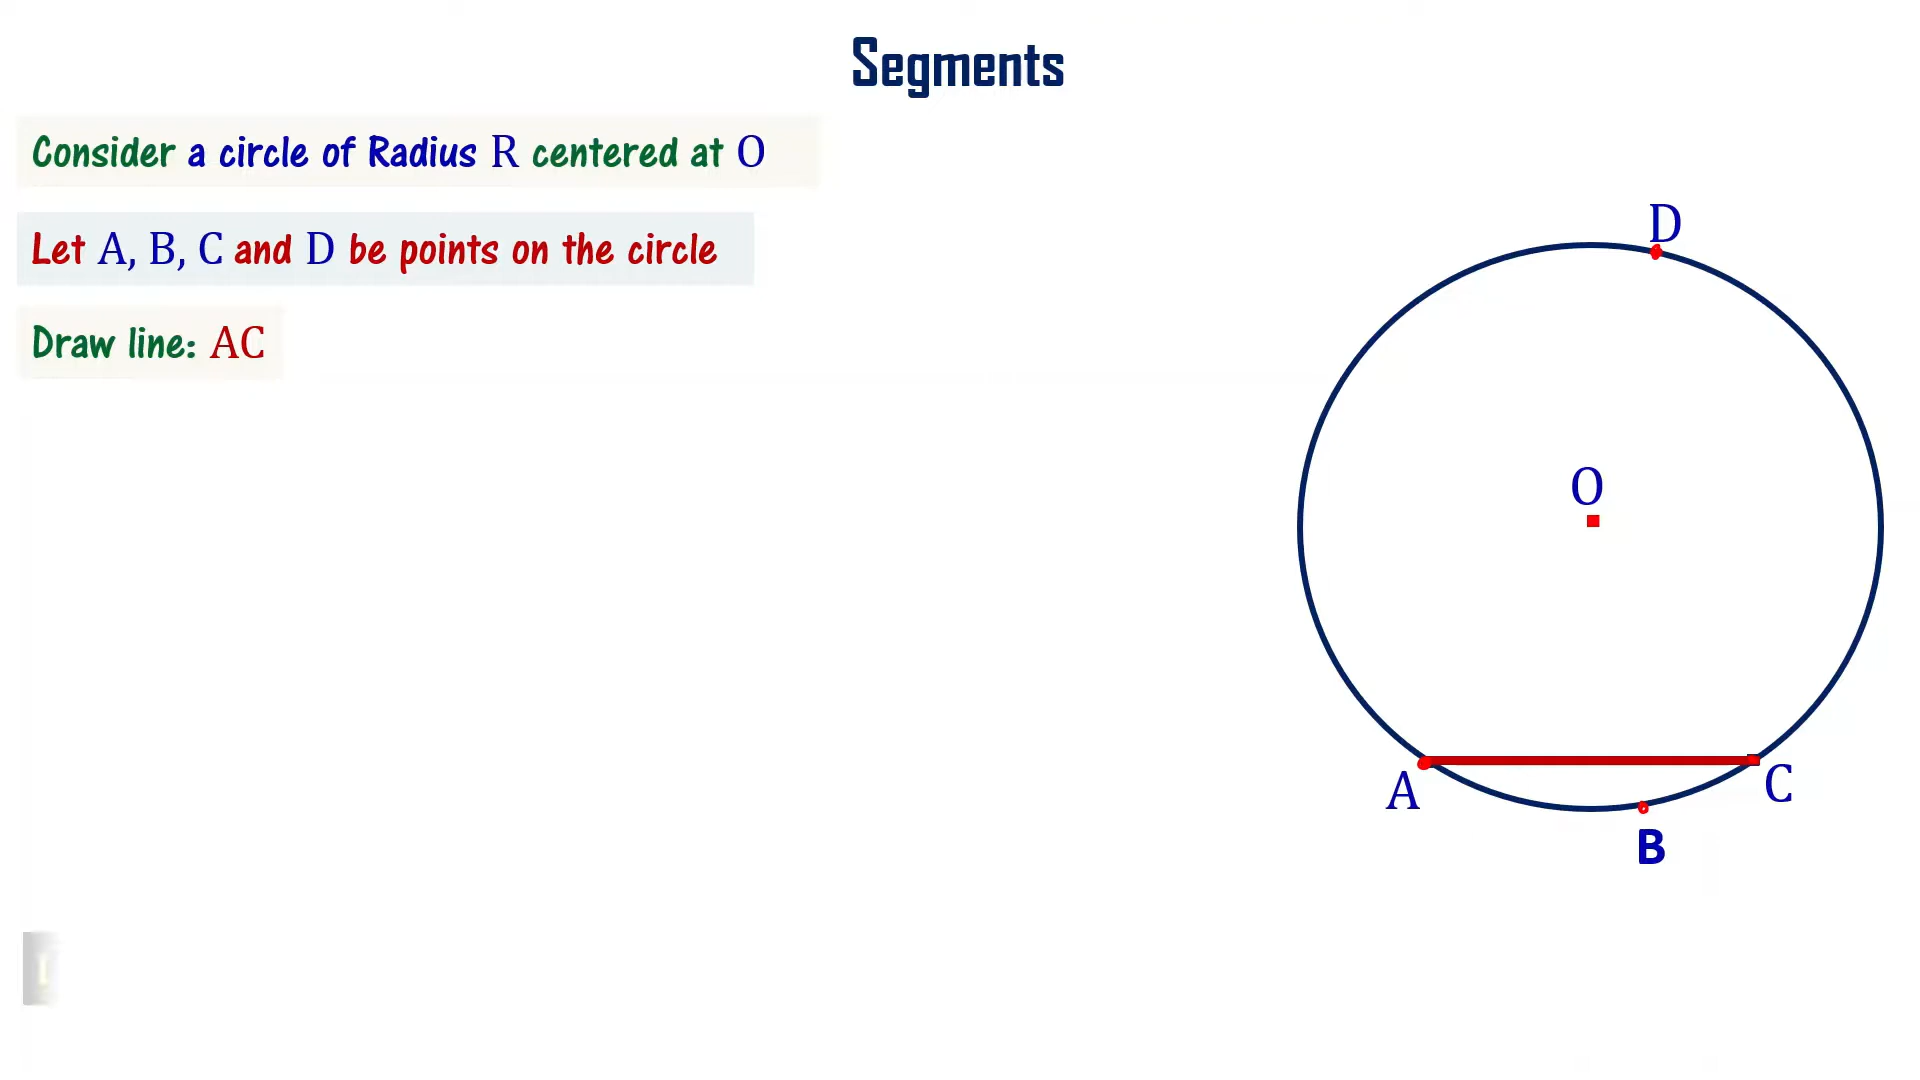 Segments
Consider a circle of Radius R centered at O
Let A, B, C and D be points on the circle
Draw line: AC
D
O
A
C
B